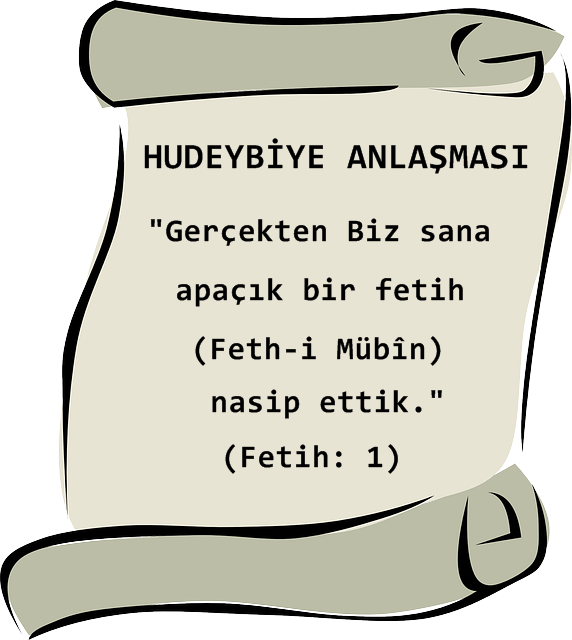 HUDEYBİYE ANLAŞMASI
"Gerçekten Biz sana
apaçık bir fetih
(Feth-i Mübîn)
nasip ettik."
(Fetih: 1)